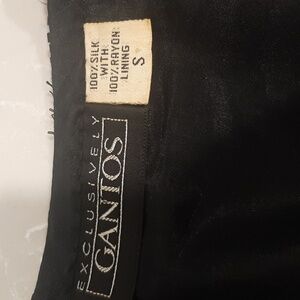 100% SILK
WITH
100% RAYON
LINING
S
EXCLUSIVELY
GANTOS